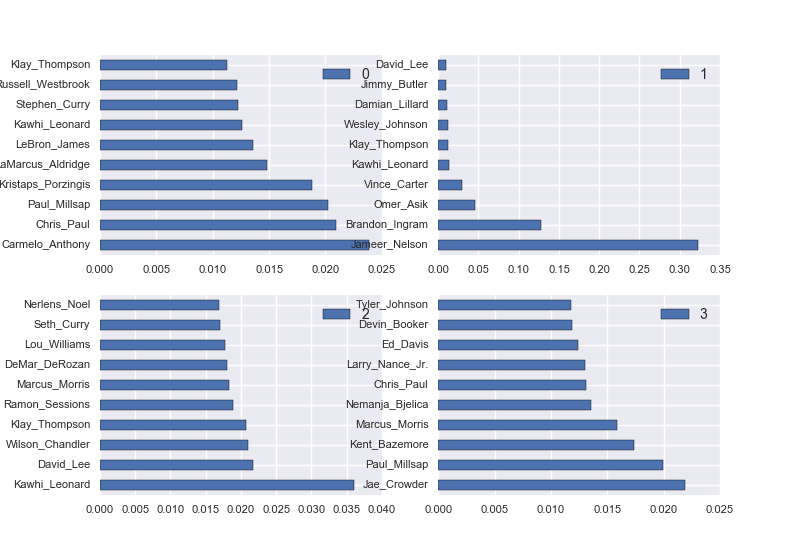 Klay_Thompson
Russell_Westbrook
Stephen_Curry
Kawhi_Leonard
LeBron_James
LaMarcus_Aldridge
Kristaps_Porzingis
Paul_Millsap
Chris_Paul
Carmelo_Anthony
0
0.000 0.005 0.010 0.015 0.020 0.025
David_Lee
Jimmy_Butler
Damian_Lillard
Wesley_Johnson
Klay_Thompson
Kawhi_Leonard
Vince_Carter
Omer_Asik
Brandon_Ingram
Jameer_Nelson
1
0.00 0.05 0.10 0.15 0.20 0.25 0.30 0.35
Nerlens_Noel
Seth_Curry
Lou_Williams
DeMar_DeRozan
Marcus_Morris
Ramon_Sessions
Klay_Thompson
Wilson_Chandler
David_Lee
Kawhi_Leonard
2
0.000 0.005 0.010 0.015 0.020 0.025 0.030 0.035 0.040
Tyler_Johnson
Devin_Booker
Ed_Davis
Larry_Nance_Jr.
Chris_Paul
Nemanja_Bjelica
Marcus_Morris
Kent_Bazemore
Paul_Millsap
Jae_Crowder
3
0.000 0.005 0.010 0.015 0.020 0.025